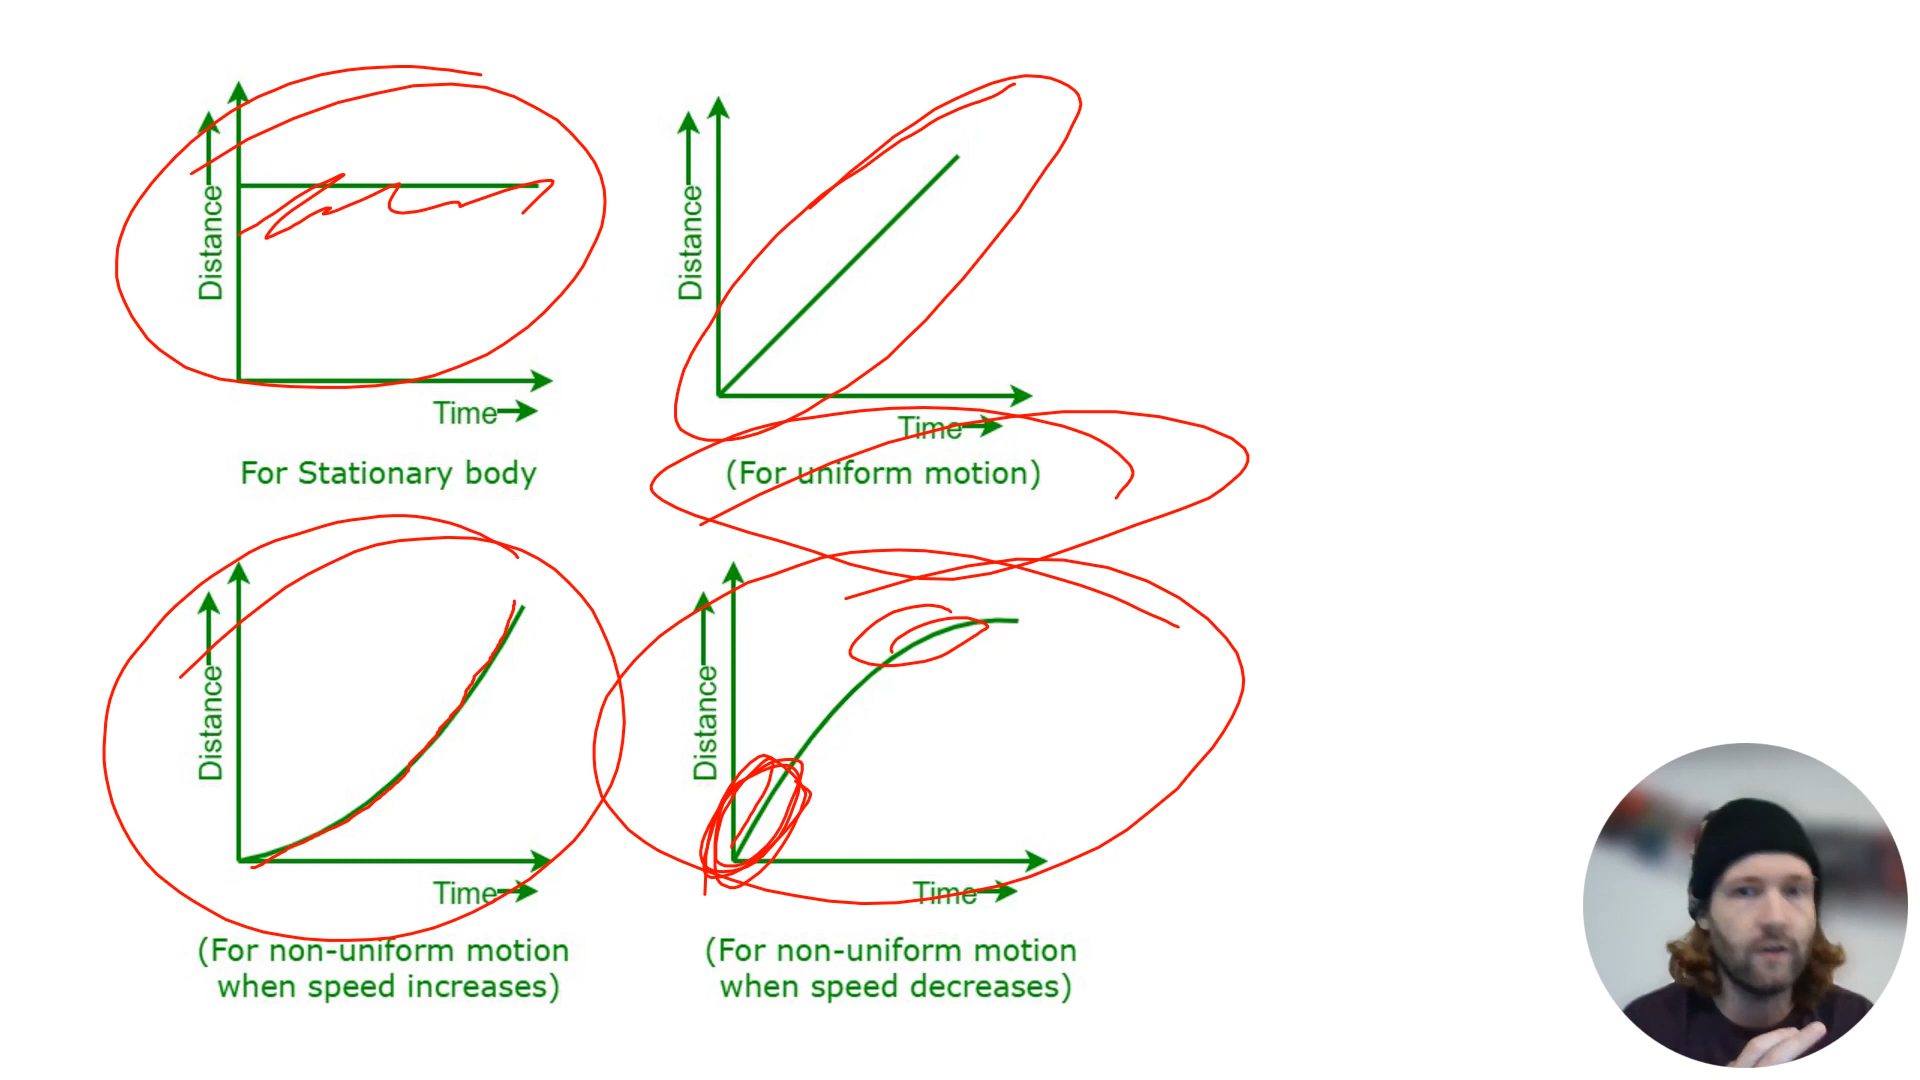 Distance
Time
For Stationary body
Distance
Time
(For uniform motion)
Distance
Time
(For non-uniform motion
when speed increases)
Distance
Time
(For non-uniform motion
when speed decreases)